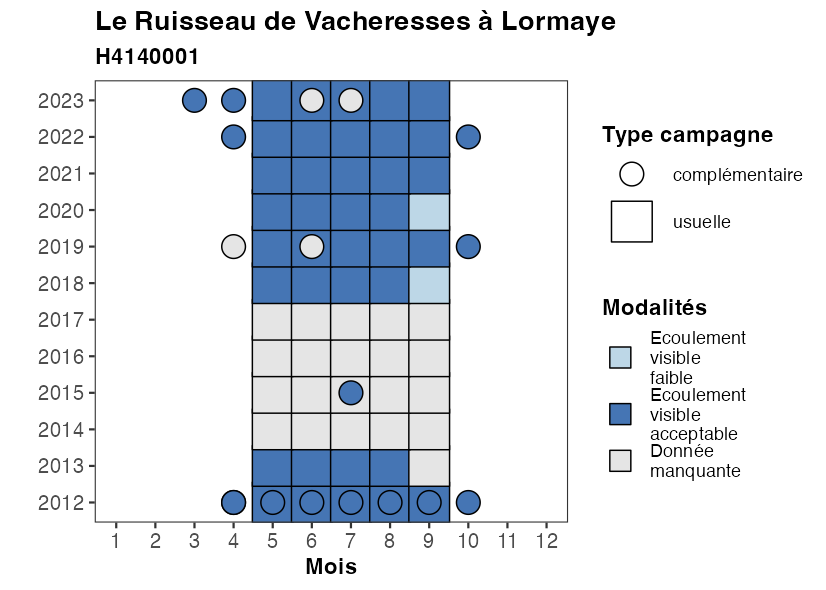 Le Ruisseau de Vacheresses à Lormaye
H4140001
2023
2022
2021
2020
2019
2018
2017
2016
2015
2014
2013
2012
1 2 3 4 5 6 7 8 9 10 11 12
Mois
Type campagne
complémentaire
usuelle
Modalités
Ecoulement
visible
faible
Ecoulement
visible
acceptable
Donnée
manquante